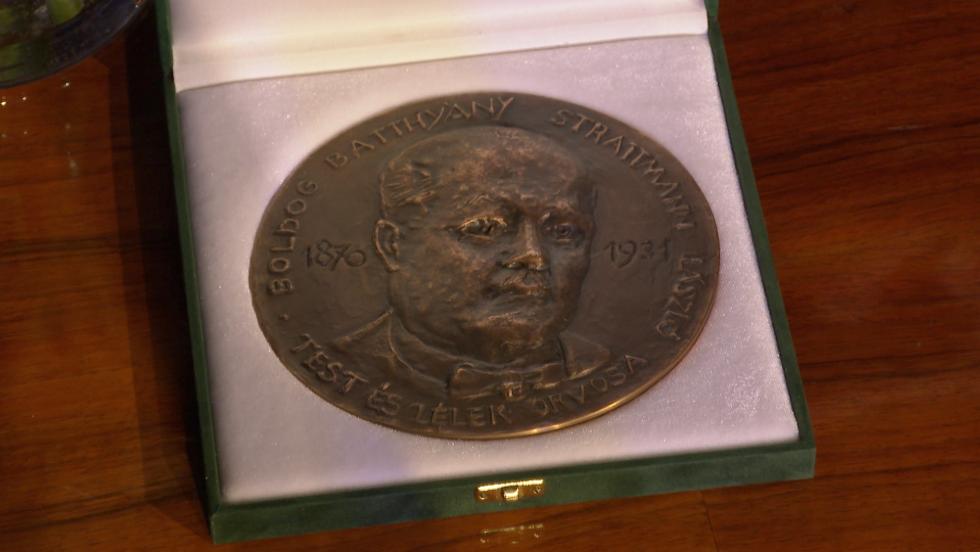 BOLDOG BATTHYÁNY STRATTMANN LÁSZLÓ
1870 1931
TEST ÉS LÉLEK ORVOSA